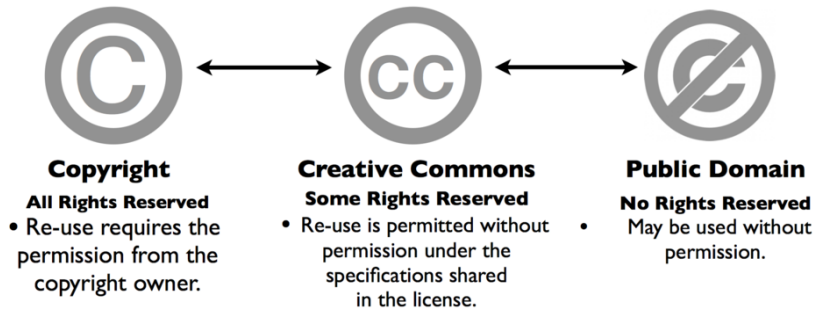 C
CC
C
Copyright
All Rights Reserved
• Re-use requires the
permission from the
copyright owner.
Creative Commons
Some Rights Reserved
• Re-use is permitted without
permission under the
specifications shared
in the license.
Public Domain
No Rights Reserved
• May be used without
permission.